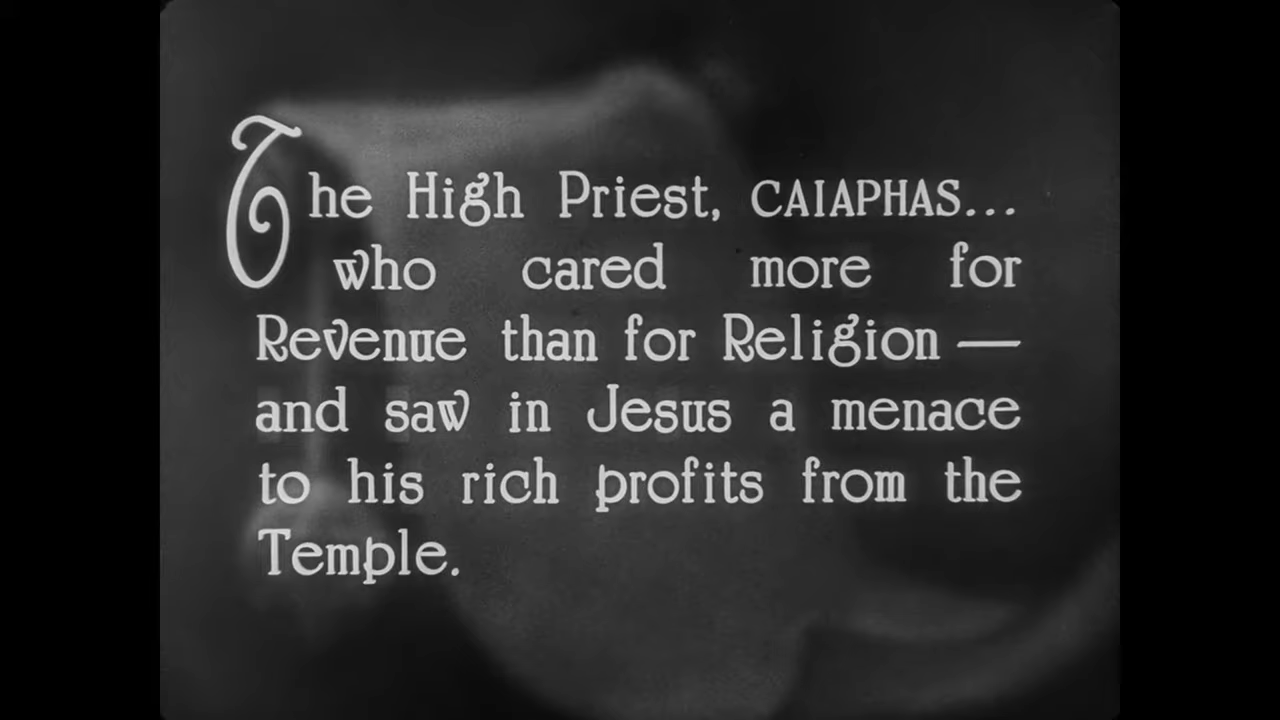 The High Priest, CAIAPHAS...
who cared more for
Revenue than for Religion —
and saw in Jesus a menace
to his rich profits from the
Temple.